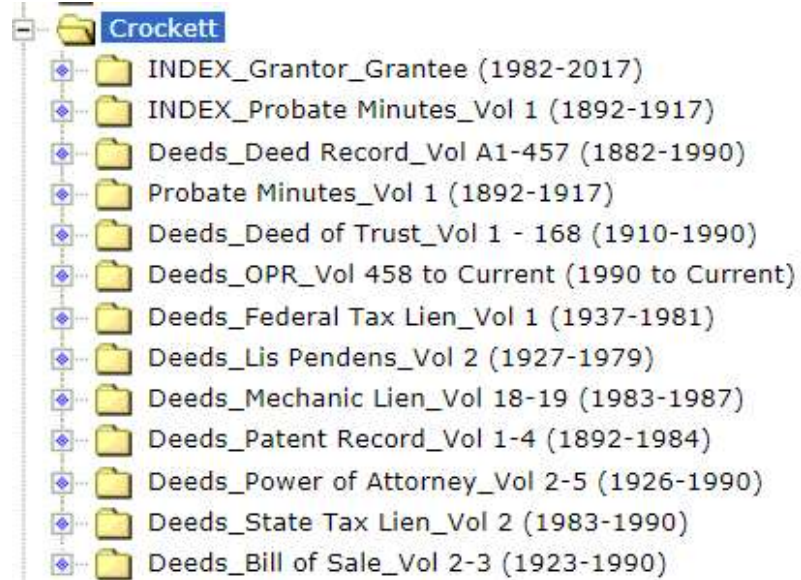 Crockett
INDEX_Grantor_Grantee (1982-2017)
INDEX_Probate Minutes_Vol 1 (1892-1917)
Deeds_Deed Record_Vol A1-457 (1882-1990)
Probate Minutes_Vol 1 (1892-1917)
Deeds_Deed of Trust_Vol 1 - 168 (1910-1990)
Deeds_OPR_Vol 458 to Current (1990 to Current)
Deeds_Federal Tax Lien_Vol 1 (1937-1981)
Deeds_Lis Pendens_Vol 2 (1927-1979)
Deeds_Mechanic Lien_Vol 18-19 (1983-1987)
Deeds_Patent Record_Vol 1-4 (1892-1984)
Deeds_Power of Attorney_Vol 2-5 (1926-1990)
Deeds_State Tax Lien_Vol 2 (1983-1990)
Deeds_Bill of Sale_Vol 2-3 (1923-1990)